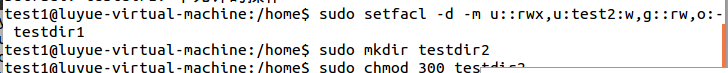 test1@luyue-virtual-machine:/home$ sudo setfacl -d -m u::rwx,u:test2:w,g::rw,o:-
testdir1
test1@luyue-virtual-machine:/home$ sudo mkdir testdir2
test1@luyue-virtual-machine:/home$ sudo chmod 300 testdir2